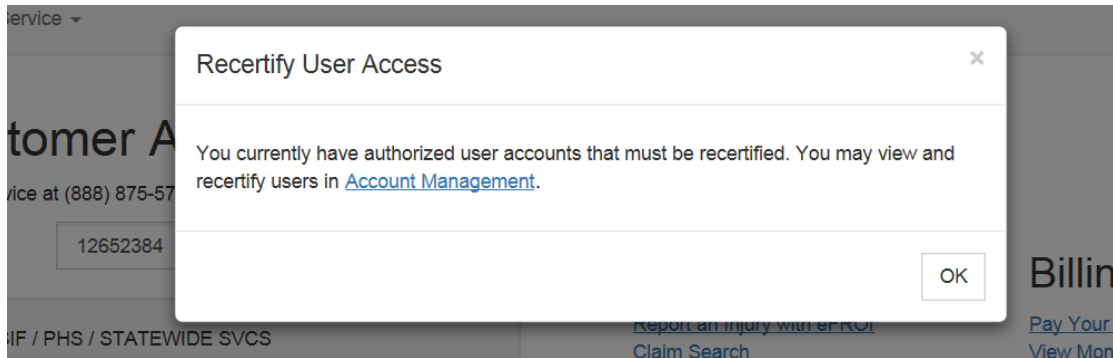 Service
Recertify User Access
×
tomer A
You currently have authorized user accounts that must be recertified. You may view and
recertify users in Account Management.
vice at (888) 875-57
12652384
OK
Billin
SIF / PHS / STATEWIDE SVCS
Report an Injury with eFROI
Pay Your
Claim Search
View Mon